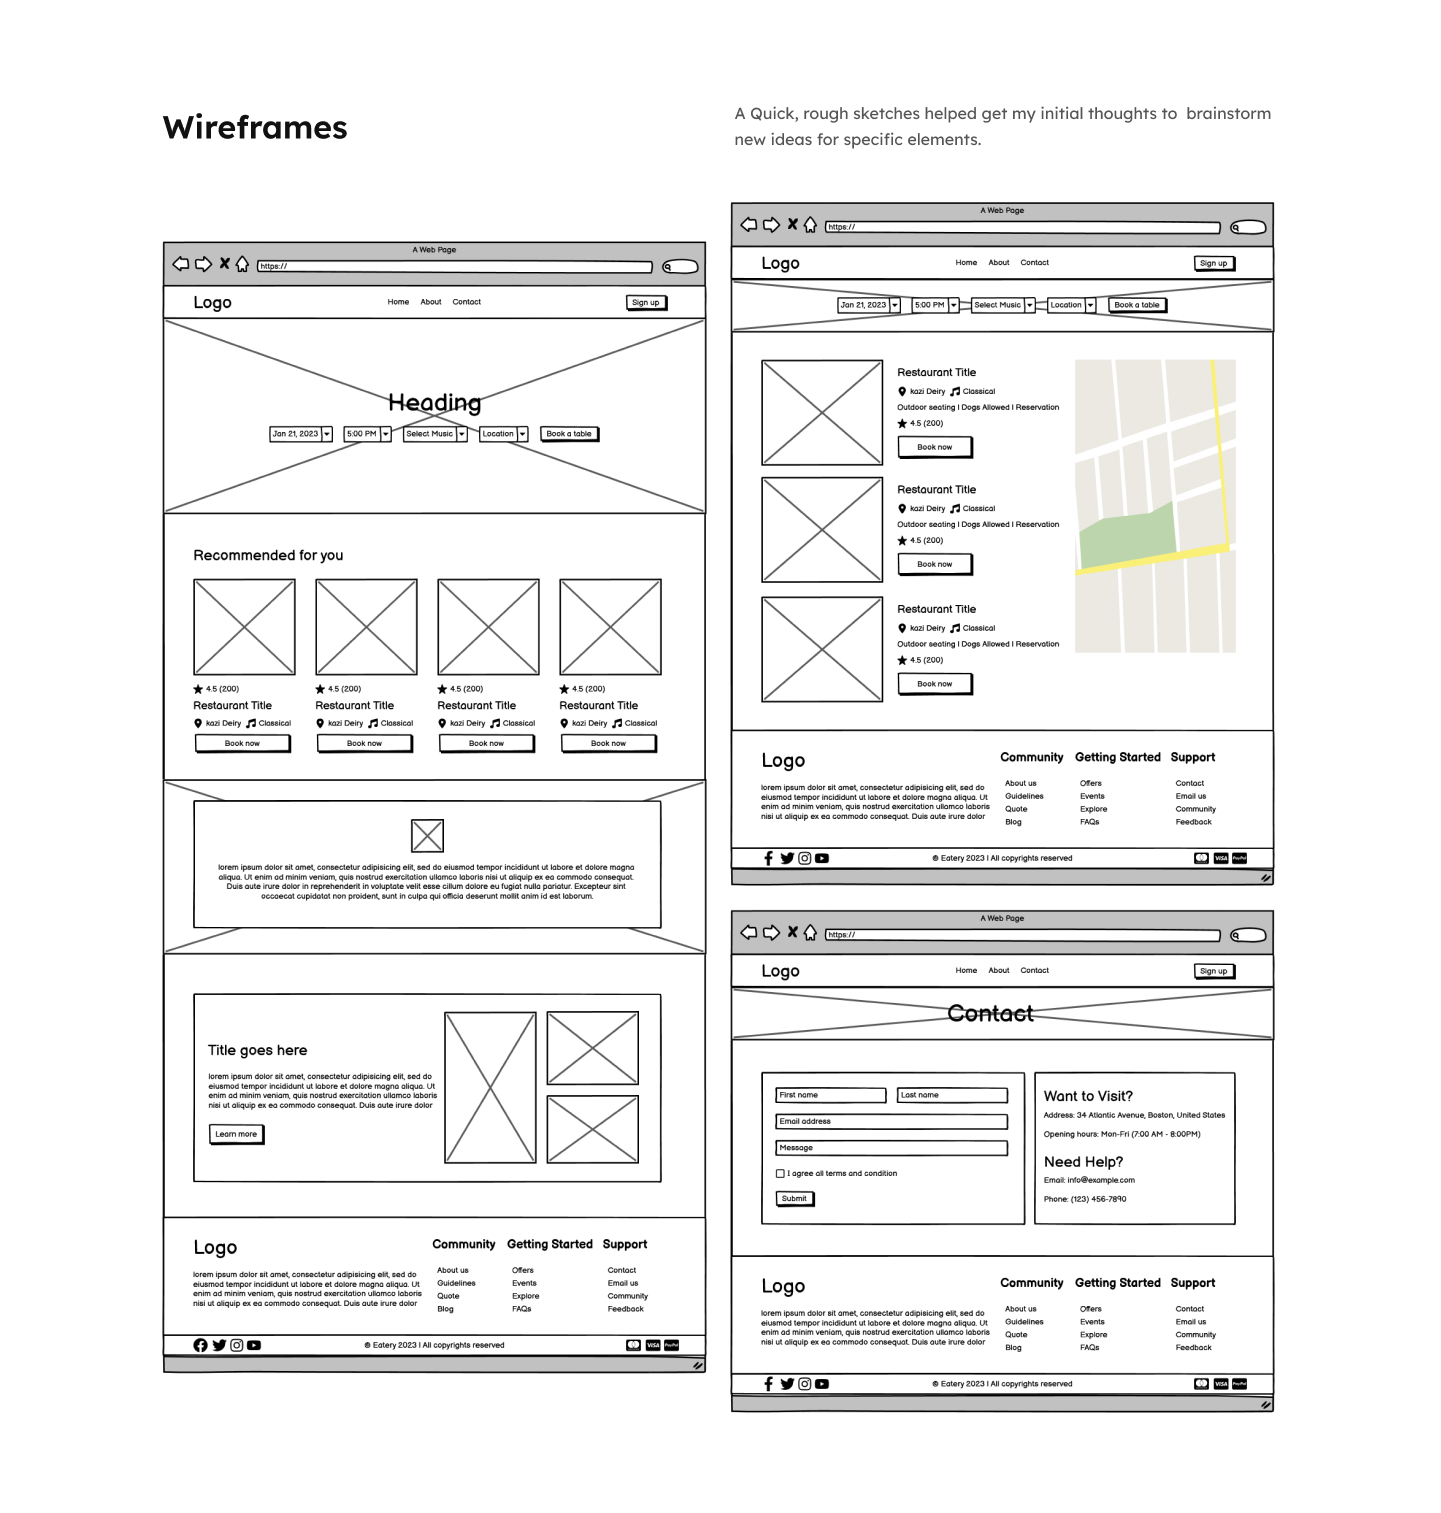 Wireframes
A Quick, rough sketches helped get my initial thoughts to  brainstorm
new ideas for specific elements.
A Web Page
https://
Logo
Home About Contact
Sign up
Heading
Jan 21, 2023 5:00 PM Select Music Location Book a table
Recommended for you
4.5 (200) 4.5 (200) 4.5 (200) 4.5 (200)
Restaurant Title Restaurant Title Restaurant Title Restaurant Title
kazi Deiry Classical kazi Deiry Classical kazi Deiry Classical kazi Deiry Classical
Book now Book now Book now Book now
lorem ipsum dolor sit amet, consectetur adipisicing elit, sed do eiusmod tempor incididunt ut labore et dolore magna
aliqua. Ut enim ad minim veniam, quis nostrud exercitation ullamco laboris nisi ut aliquip ex ea commodo consequat.
Duis aute irure dolor in reprehenderit in voluptate velit esse cillum dolore eu fugiat nulla pariatur. Excepteur sint
occaecat cupidatat non proident, sunt in culpa qui officia deserunt mollit anim id est laborum.
Title goes here
lorem ipsum dolor sit amet, consectetur adipisicing elit, sed do
eiusmod tempor incididunt ut labore et dolore magna aliqua. Ut
enim ad minim veniam, quis nostrud exercitation ullamco laboris
nisi ut aliquip ex ea commodo consequat. Duis aute irure dolor
Learn more
Logo
lorem ipsum dolor sit amet, consectetur adipisicing elit, sed do
eiusmod tempor incididunt ut labore et dolore magna aliqua. Ut
enim ad minim veniam, quis nostrud exercitation ullamco laboris
nisi ut aliquip ex ea commodo consequat. Duis aute irure dolor
Community Getting Started Support
About us Offers Contact
Guidelines Events Email us
Quote Explore Community
Blog FAQs Feedback
© Eatery 2023 I All copyrights reserved
VISA PayPal
A Web Page
https://
Logo
Home About Contact
Sign up
Jan 21, 2023 5:00 PM Select Music Location Book a table
Restaurant Title
kazi Deiry Classical
Outdoor seating I Dogs Allowed I Reservation
4.5 (200)
Book now
Restaurant Title
kazi Deiry Classical
Outdoor seating I Dogs Allowed I Reservation
4.5 (200)
Book now
Restaurant Title
kazi Deiry Classical
Outdoor seating I Dogs Allowed I Reservation
4.5 (200)
Book now
Logo
lorem ipsum dolor sit amet, consectetur adipisicing elit, sed do
eiusmod tempor incididunt ut labore et dolore magna aliqua. Ut
enim ad minim veniam, quis nostrud exercitation ullamco laboris
nisi ut aliquip ex ea commodo consequat. Duis aute irure dolor
Community Getting Started Support
About us Offers Contact
Guidelines Events Email us
Quote Explore Community
Blog FAQs Feedback
© Eatery 2023 I All copyrights reserved
VISA PayPal
A Web Page
https://
Logo
Home About Contact
Sign up
Contact
First name Last name
Email address
Message
I agree all terms and condition
Submit
Want to Visit?
Address: 34 Atlantic Avenue, Boston, United States
Opening hours: Mon-Fri (7:00 AM - 8:00PM)
Need Help?
Email: info@example.com
Phone: (123) 456-7890
Logo
lorem ipsum dolor sit amet, consectetur adipisicing elit, sed do
eiusmod tempor incididunt ut labore et dolore magna aliqua. Ut
enim ad minim veniam, quis nostrud exercitation ullamco laboris
nisi ut aliquip ex ea commodo consequat. Duis aute irure dolor
Community Getting Started Support
About us Offers Contact
Guidelines Events Email us
Quote Explore Community
Blog FAQs Feedback
© Eatery 2023 I All copyrights reserved
VISA PayPal